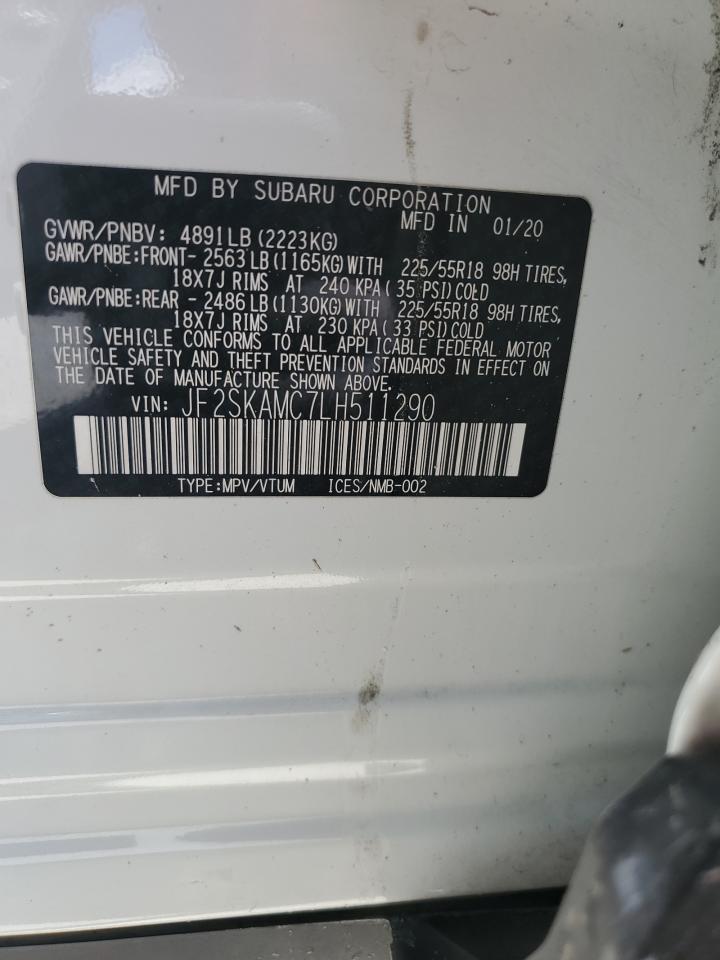 MFD BY SUBARU CORPORATION
MFD IN 01/20
GVWR/PNBV: 4891LB (2223KG)
GAWR/PNBE:FRONT- 2563 LB (1165KG) WITH 225/55R18 98H TIRES,
18X7J RIMS AT 240 KPA ( 35 PSI) COLD
GAWR/PNBE:REAR - 2486 LB (1130KG) WITH 225/55R18 98H TIRES,
18X7J RIMS AT 230 KPA ( 33 PSI) COLD
THIS VEHICLE CONFORMS TO ALL APPLICABLE FEDERAL MOTOR
VEHICLE SAFETY AND THEFT PREVENTION STANDARDS IN EFFECT ON
THE DATE OF MANUFACTURE SHOWN ABOVE.
VIN: JF2SKAMC7LH511290
TYPE:MPV/VTUM ICES/NMB-002